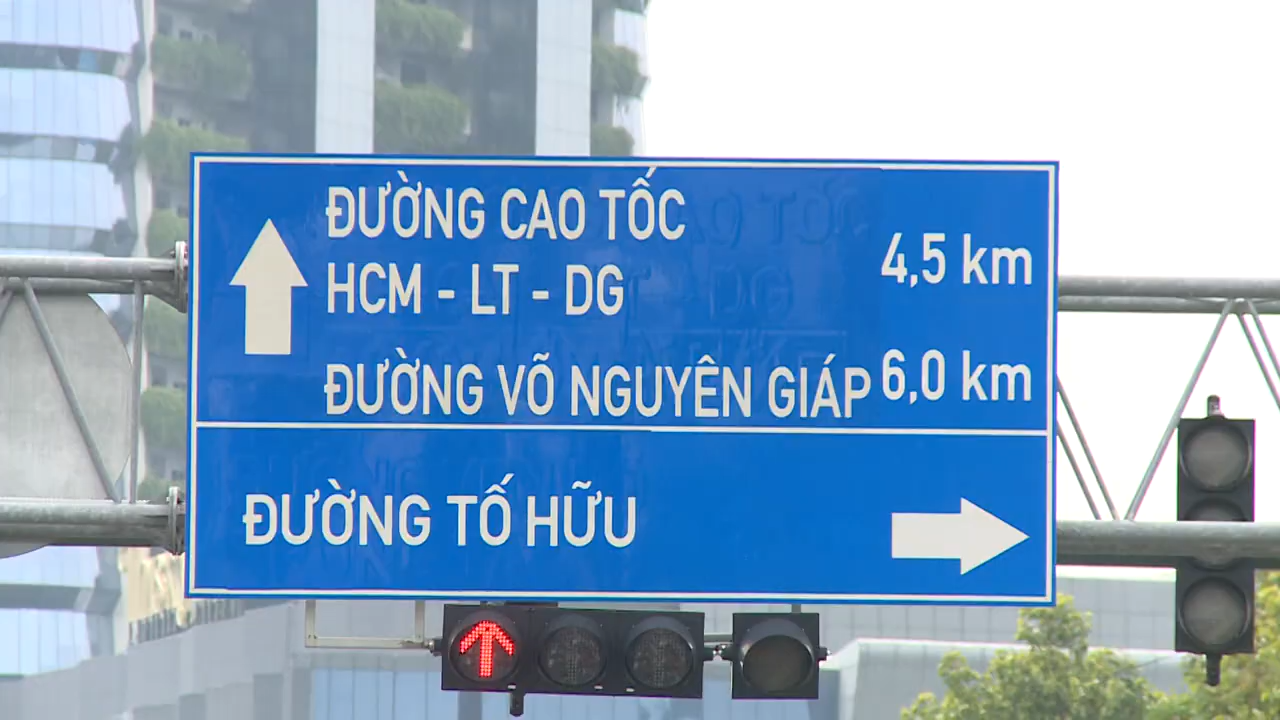 ĐƯỜNG CAO TỐC
HCM - LT - DG 4,5 km
ĐƯỜNG VÕ NGUYÊN GIÁP 6,0 km
ĐƯỜNG TỐ HỮU